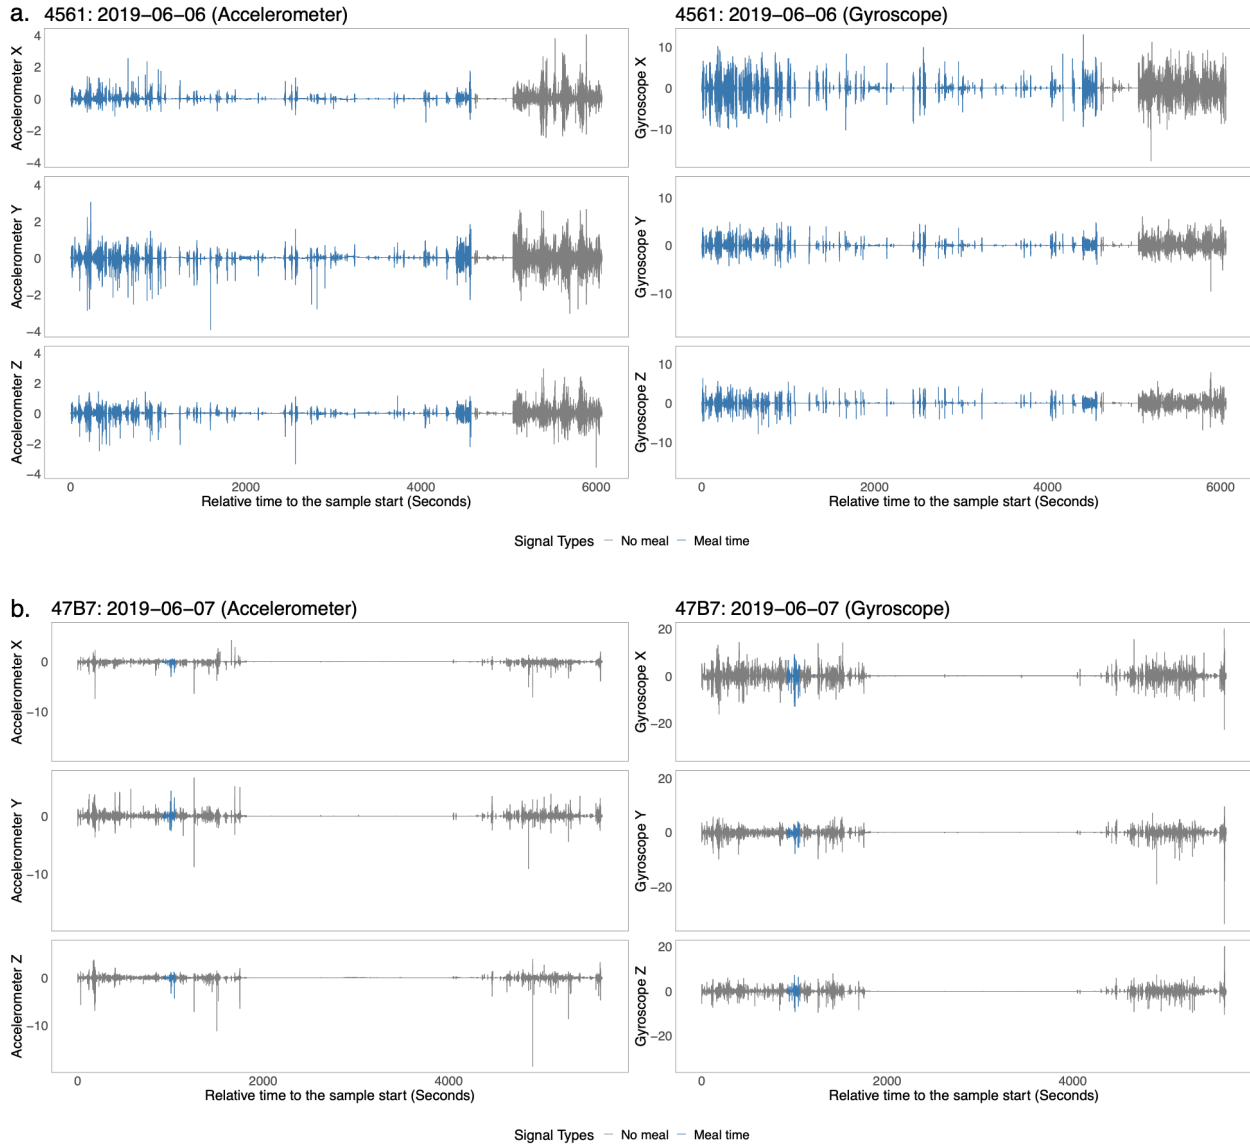 a. 4561: 2019−06−06 (Accelerometer)
4561: 2019−06−06 (Gyroscope)
Accelerometer X
4
2
0
−2
−4
Gyroscope X
10
0
−10
Accelerometer Y
4
2
0
−2
−4
Gyroscope Y
10
0
−10
Accelerometer Z
4
2
0
−2
−4
Gyroscope Z
10
0
−10
0 2000 4000 6000
Relative time to the sample start (Seconds)
0 2000 4000 6000
Relative time to the sample start (Seconds)
Signal Types No meal Meal time
b. 47B7: 2019−06−07 (Accelerometer)
47B7: 2019−06−07 (Gyroscope)
Accelerometer X
0
−10
Gyroscope X
20
0
−20
Accelerometer Y
0
−10
Gyroscope Y
20
0
−20
Accelerometer Z
0
−10
Gyroscope Z
20
0
−20
0 2000 4000
Relative time to the sample start (Seconds)
0 2000 4000
Relative time to the sample start (Seconds)
Signal Types No meal Meal time